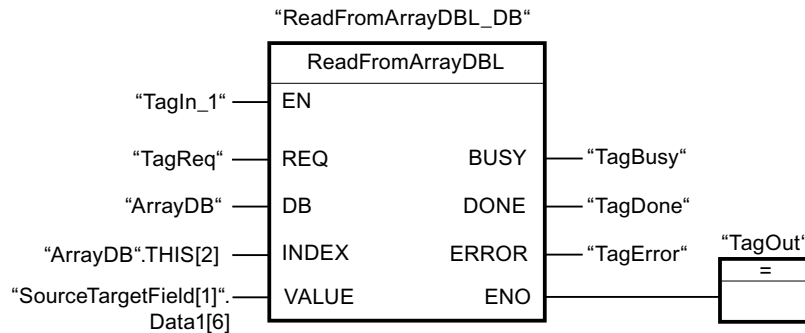 “ReadFromArrayDBL_DB“
ReadFromArrayDBL
“TagIn_1“ EN
“TagReq“ REQ BUSY “TagBusy“
“ArrayDB“ DB DONE “TagDone“
“ArrayDB“.THIS[2] INDEX ERROR “TagError“ “TagOut“
=
“SourceTargetField[1]“. VALUE ENO
Data1[6]